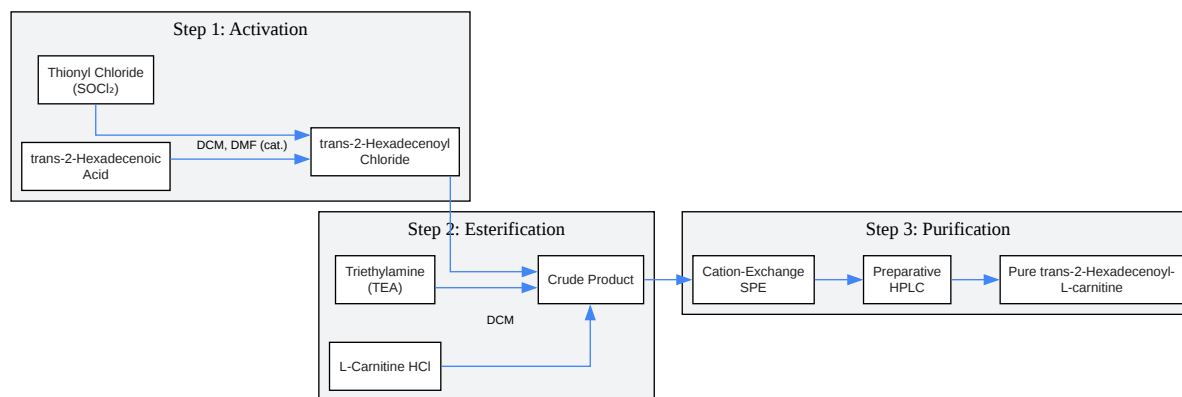 Step 1: Activation
Thionyl Chloride
(SOCl₂)
DCM, DMF (cat.)
trans-2-Hexadecenoic
Acid
trans-2-Hexadecenoyl
Chloride
Step 2: Esterification
Triethylamine
(TEA)
Crude Product
DCM
L-Carnitine HCl
Step 3: Purification
Cation-Exchange
SPE
Preparative
HPLC
Pure trans-2-Hexadecenoyl-
L-carnitine